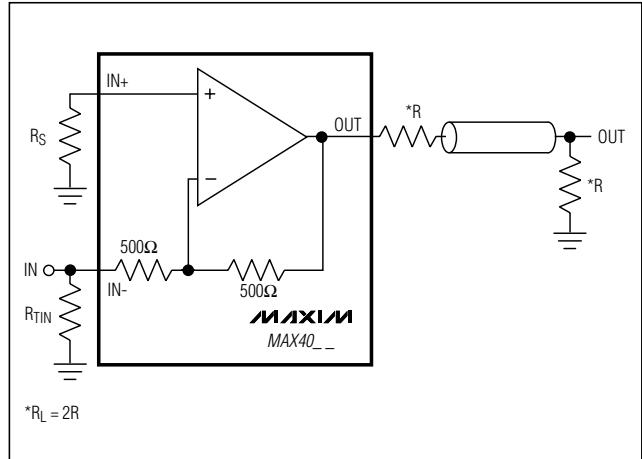 IN+
+
OUT
*R
OUT
RS
−
*R
500Ω
IN
IN-
500Ω
RTIN
MAXIM
MAX40_ _
*RL = 2R